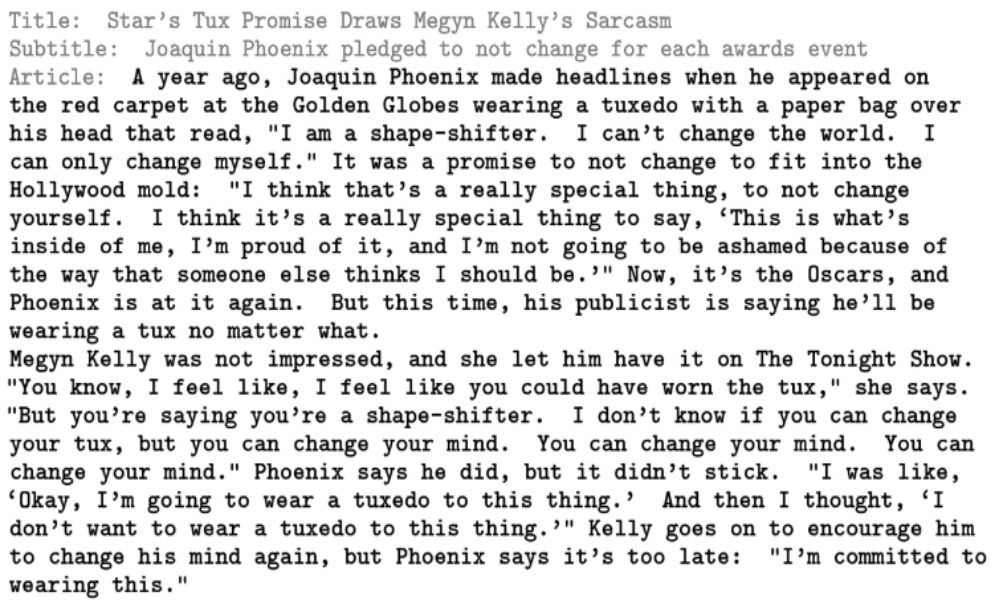 Title: Star's Tux Promise Draws Megyn Kelly's Sarcasm
Subtitle: Joaquin Phoenix pledged to not change for each awards event
Article: A year ago, Joaquin Phoenix made headlines when he appeared on
the red carpet at the Golden Globes wearing a tuxedo with a paper bag over
his head that read, "I am a shape-shifter. I can't change the world. I
can only change myself." It was a promise to not change to fit into the
Hollywood mold: "I think that's a really special thing, to not change
yourself. I think it's a really special thing to say, ‘This is what's
inside of me, I'm proud of it, and I'm not going to be ashamed because of
the way that someone else thinks I should be.'" Now, it's the Oscars, and
Phoenix is at it again. But this time, his publicist is saying he'll be
wearing a tux no matter what.
Megyn Kelly was not impressed, and she let him have it on The Tonight Show.
"You know, I feel like, I feel like you could have worn the tux," she says.
"But you're saying you're a shape-shifter. I don't know if you can change
your tux, but you can change your mind. You can change your mind. You can
change your mind." Phoenix says he did, but it didn't stick. "I was like,
‘Okay, I'm going to wear a tuxedo to this thing.' And then I thought, ‘I
don't want to wear a tuxedo to this thing.'" Kelly goes on to encourage him
to change his mind again, but Phoenix says it's too late: "I'm committed to
wearing this."